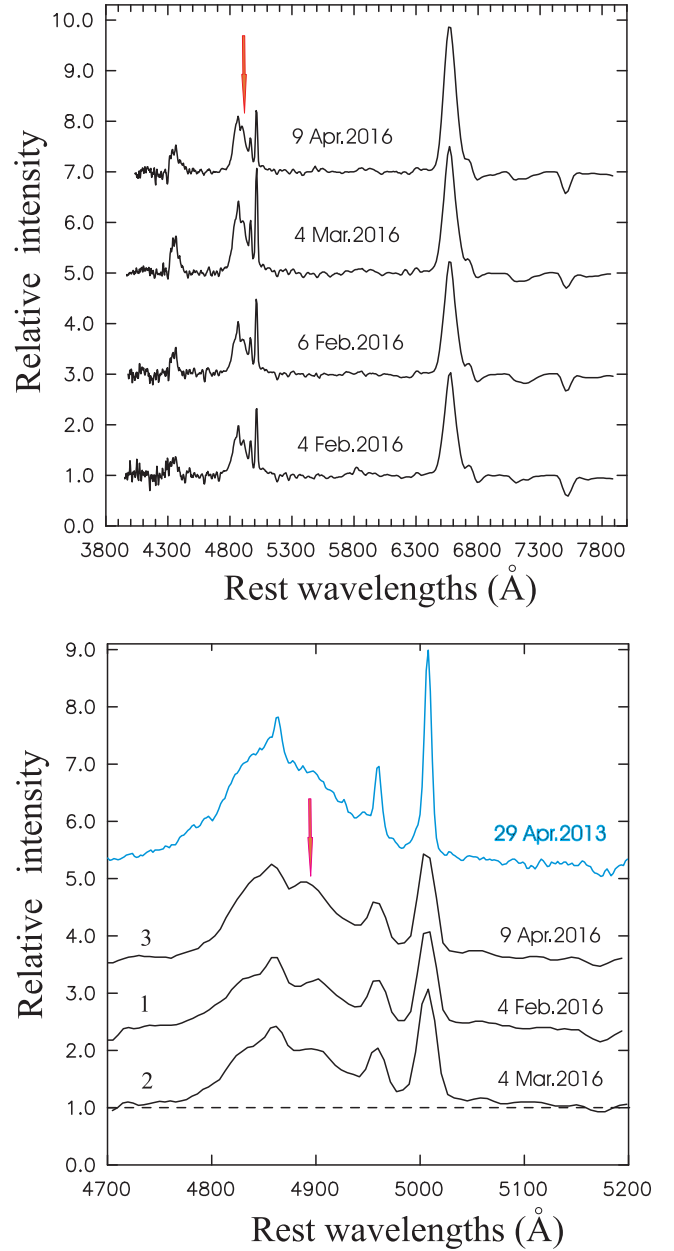 10.0
9.0
8.0
7.0
6.0
5.0
4.0
3.0
2.0
1.0
0.0
Relative intensity
9 Apr.2016
4 Mar.2016
6 Feb.2016
4 Feb.2016
3800 4300 4800 5300 5800 6300 6800 7300 7800
Rest wavelengths (Å)
9.0
8.0
7.0
6.0
5.0
4.0
3.0
2.0
1.0
0.0
Relative intensity
29 Apr.2013
3 9 Apr.2016
1 4 Feb.2016
2 4 Mar.2016
4700 4800 4900 5000 5100 5200
Rest wavelengths (Å)